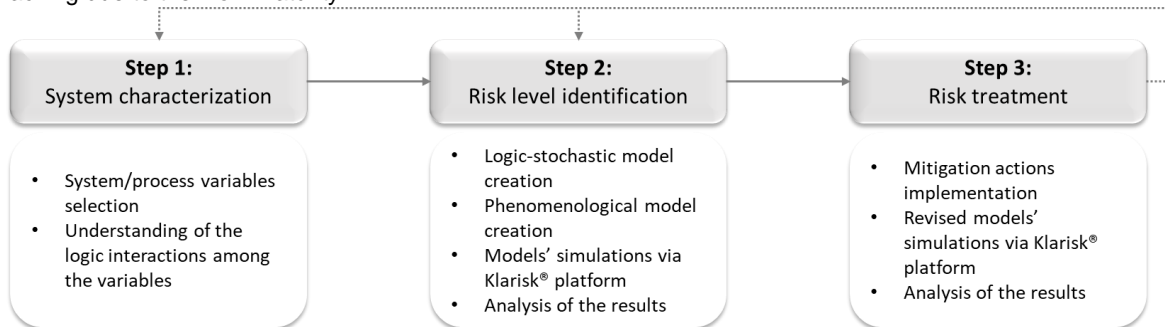 Step 1:
System characterization
Step 2:
Risk level identification
Step 3:
Risk treatment
• System/process variables
selection
• Understanding of the
logic interactions among
the variables
• Logic-stochastic model
creation
• Phenomenological model
creation
• Models' simulations via
Klarisk® platform
• Analysis of the results
• Mitigation actions
implementation
• Revised models'
simulations via Klarisk®
platform
• Analysis of the results